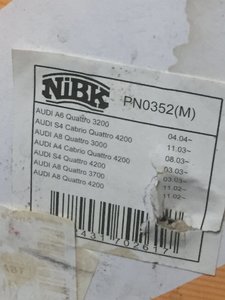 NiBK
PN0352(M)
AUDI A6 Quattro 3200 04.04~
AUDI S4 Cabrio Quattro 4200 11.03~
AUDI A8 Quattro 3000 08.03~
AUDI A4 Cabrio Quattro 4200 03.03~
AUDI S4 Quattro 4200 03.03~
AUDI A8 Quattro 3700 11.02~
AUDI A8 Quattro 4200 11.02~